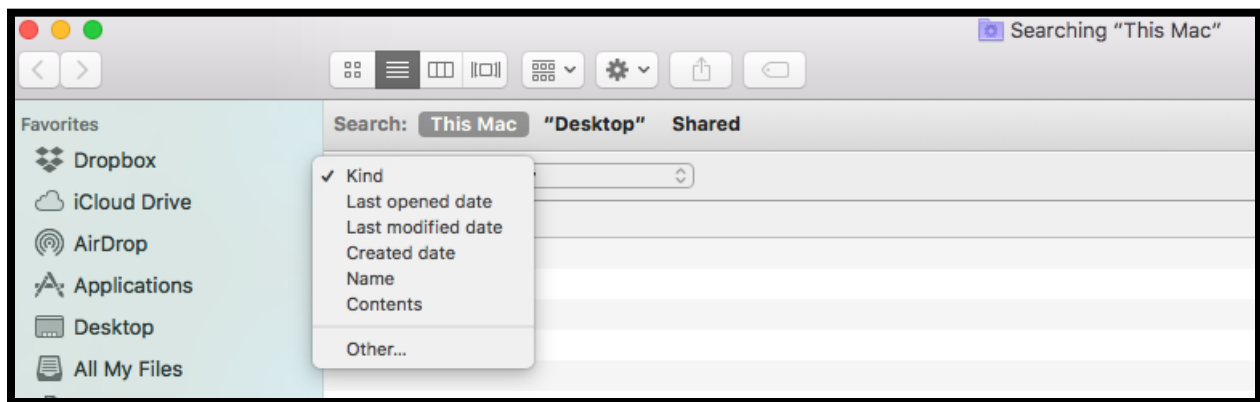 Searching “This Mac”
Favorites
Dropbox
iCloud Drive
AirDrop
Applications
Desktop
All My Files
Search: This Mac “Desktop” Shared
✓ Kind
Last opened date
Last modified date
Created date
Name
Contents
Other...